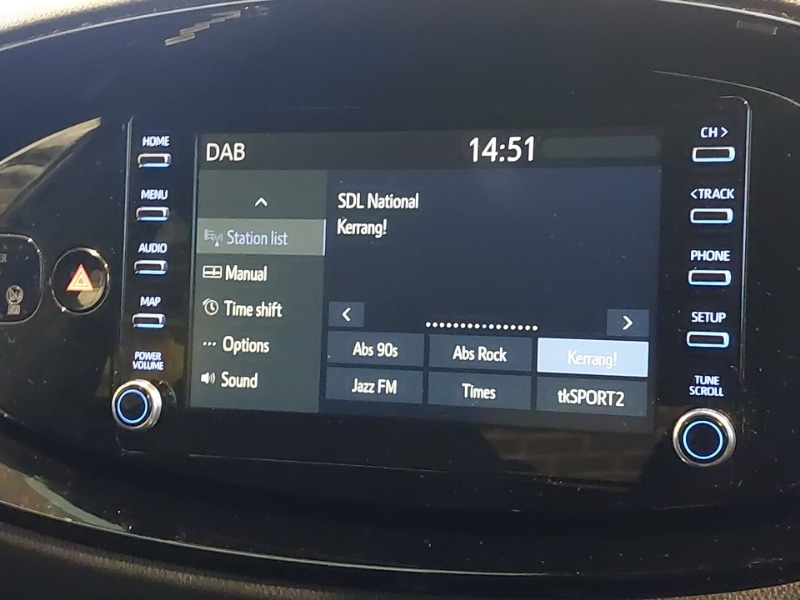 HOME
MENU
AUDIO
MAP
POWER
VOLUME
DAB 14:51
Station list
Manual
Time shift
Options
Sound
SDL National
Kerrang!
Abs 90s Abs Rock Kerrang!
Jazz FM Times tkSPORT2
CH >
<TRACK
PHONE
SETUP
TUNE
SCROLL